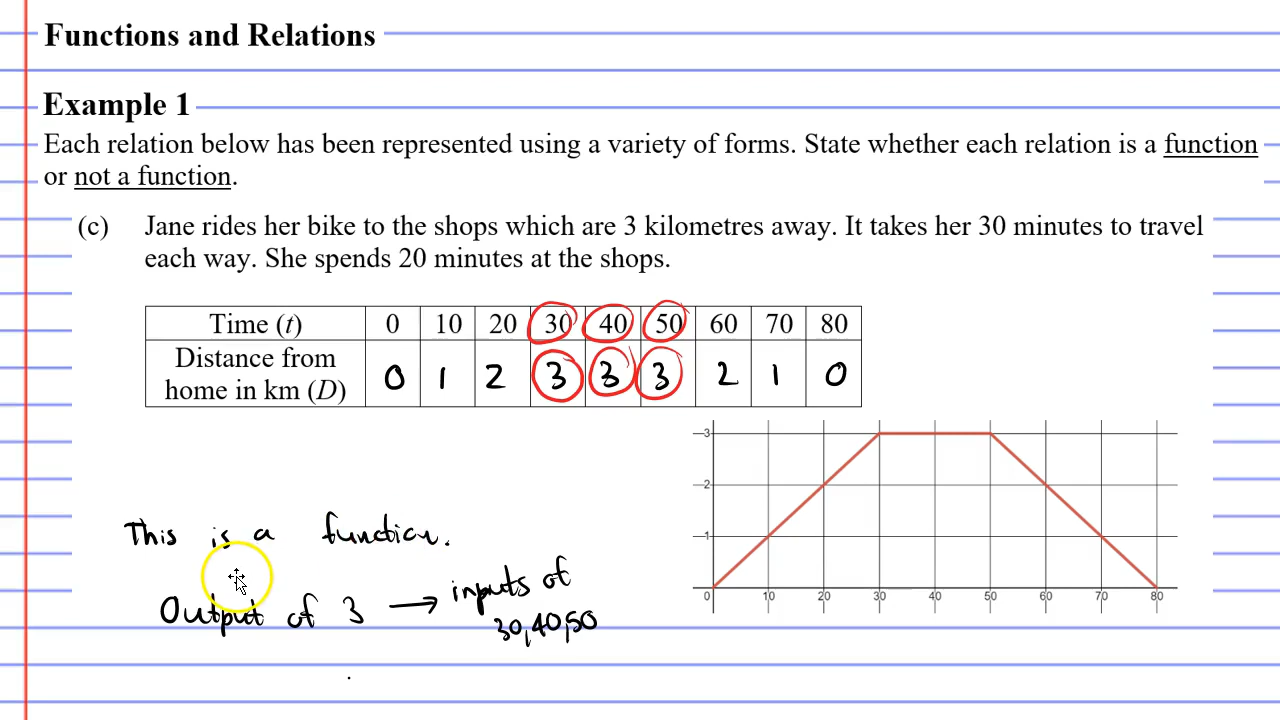 Functions and Relations
Example 1
Each relation below has been represented using a variety of forms. State whether each relation is a function
or not a function.
(c) Jane rides her bike to the shops which are 3 kilometres away. It takes her 30 minutes to travel
each way. She spends 20 minutes at the shops.
Time (t) 0 10 20 30 40 50 60 70 80
Distance from
home in km (D) 0 1 2 3 3 3 2 1 0
3
2
1
0 10 20 30 40 50 60 70 80
This is a function.
Output of 3 → inputs of
30,40,50